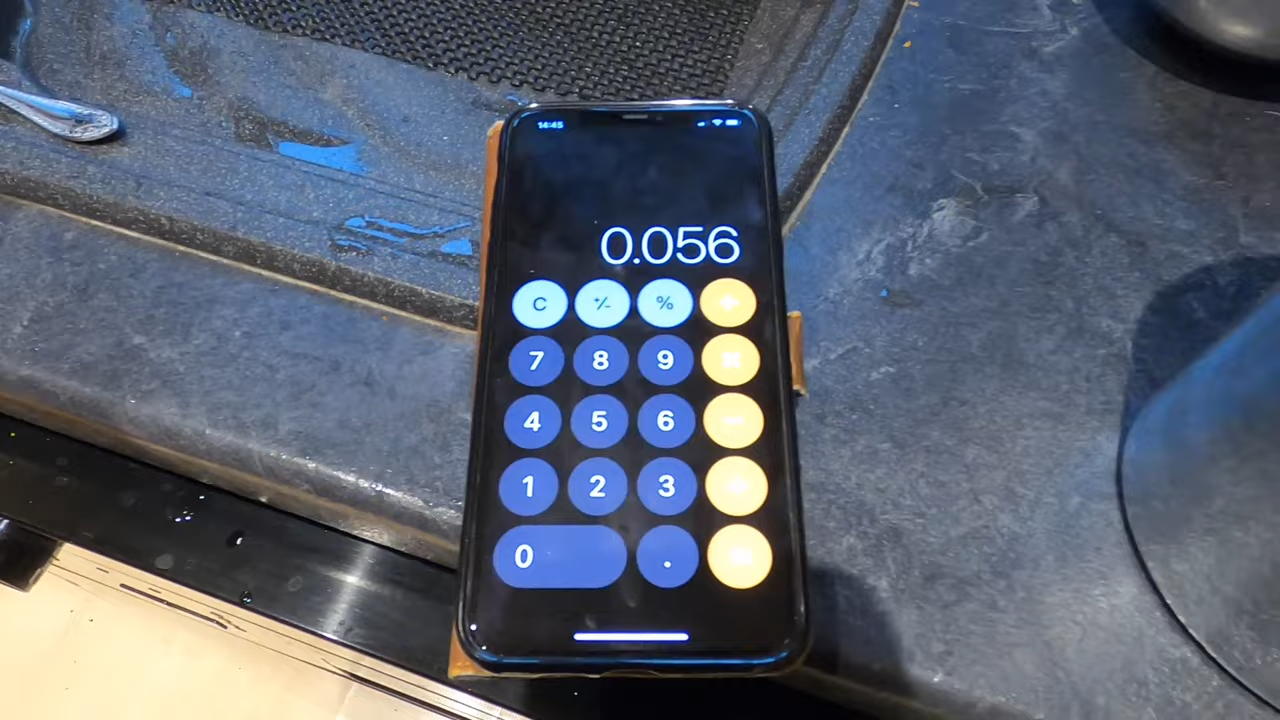 14:45
0.056
C +/- % ÷
7 8 9 ×
4 5 6 −
1 2 3 +
0 . =